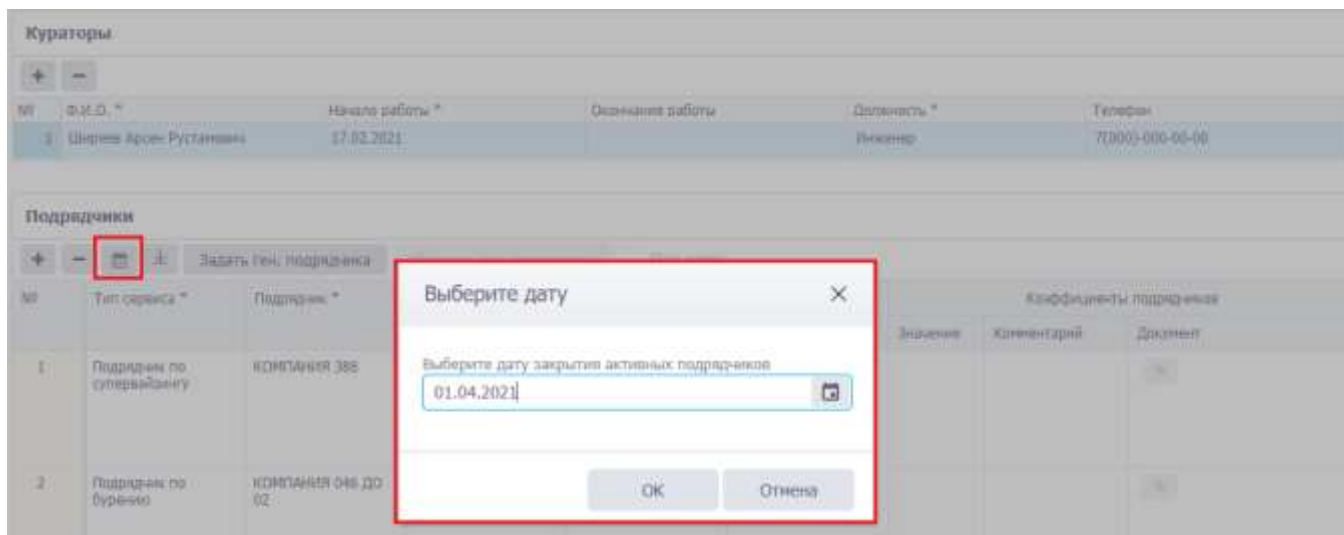 Кураторы
+ −
№ Ф.И.О. * Начало работы * Окончание работы Должность * Телефон
1 Арсен Рустамович 17.02.2021 Инженер 7(000)-000-00-00
Подрядчики
+ − Задать ген. подрядчика
№ Тип сервиса * Подрядчик * Коэффициенты подрядчиков
Значение Комментарий Документ
1 Подрядчик по супервайзингу КОМПАНИЯ 388
2 Подрядчик по бурению КОМПАНИЯ 046 ДО 02
Выберите дату
Выберите дату закрытия активных подрядчиков
01.04.2021
ОК Отмена